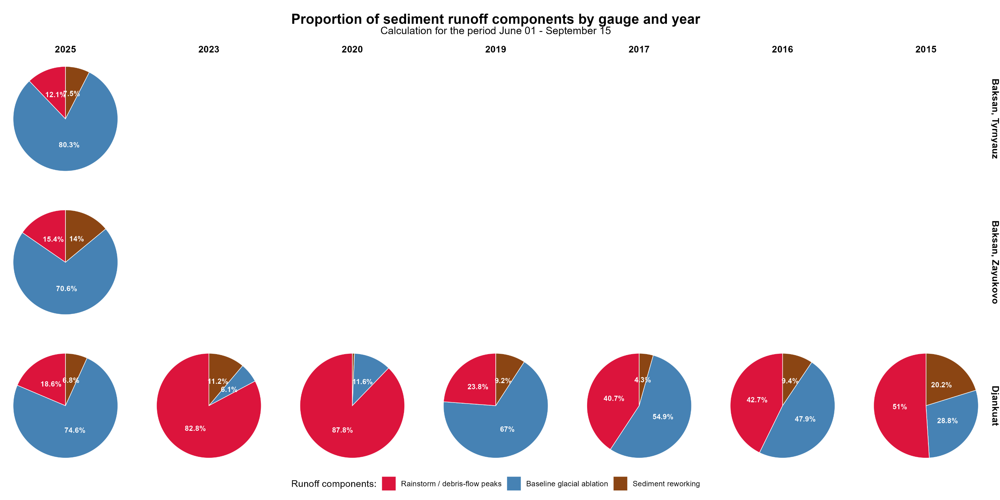 Proportion of sediment runoff components by gauge and year
Calculation for the period June 01 - September 15
2025 2023 2020 2019 2017 2016 2015
12.1% 7.5%
80.3%
Baksan, Tyrnyauz
15.4% 14%
70.6%
Baksan, Zayukovo
18.6% 6.8%
74.6%
11.2%
6.1%
82.8%
11.6%
87.8%
23.8% 9.2%
67%
40.7% 4.3%
54.9%
42.7% 9.4%
47.9%
51% 20.2%
28.8%
Djankuat
Runoff components: Rainstorm / debris-flow peaks Baseline glacial ablation Sediment reworking